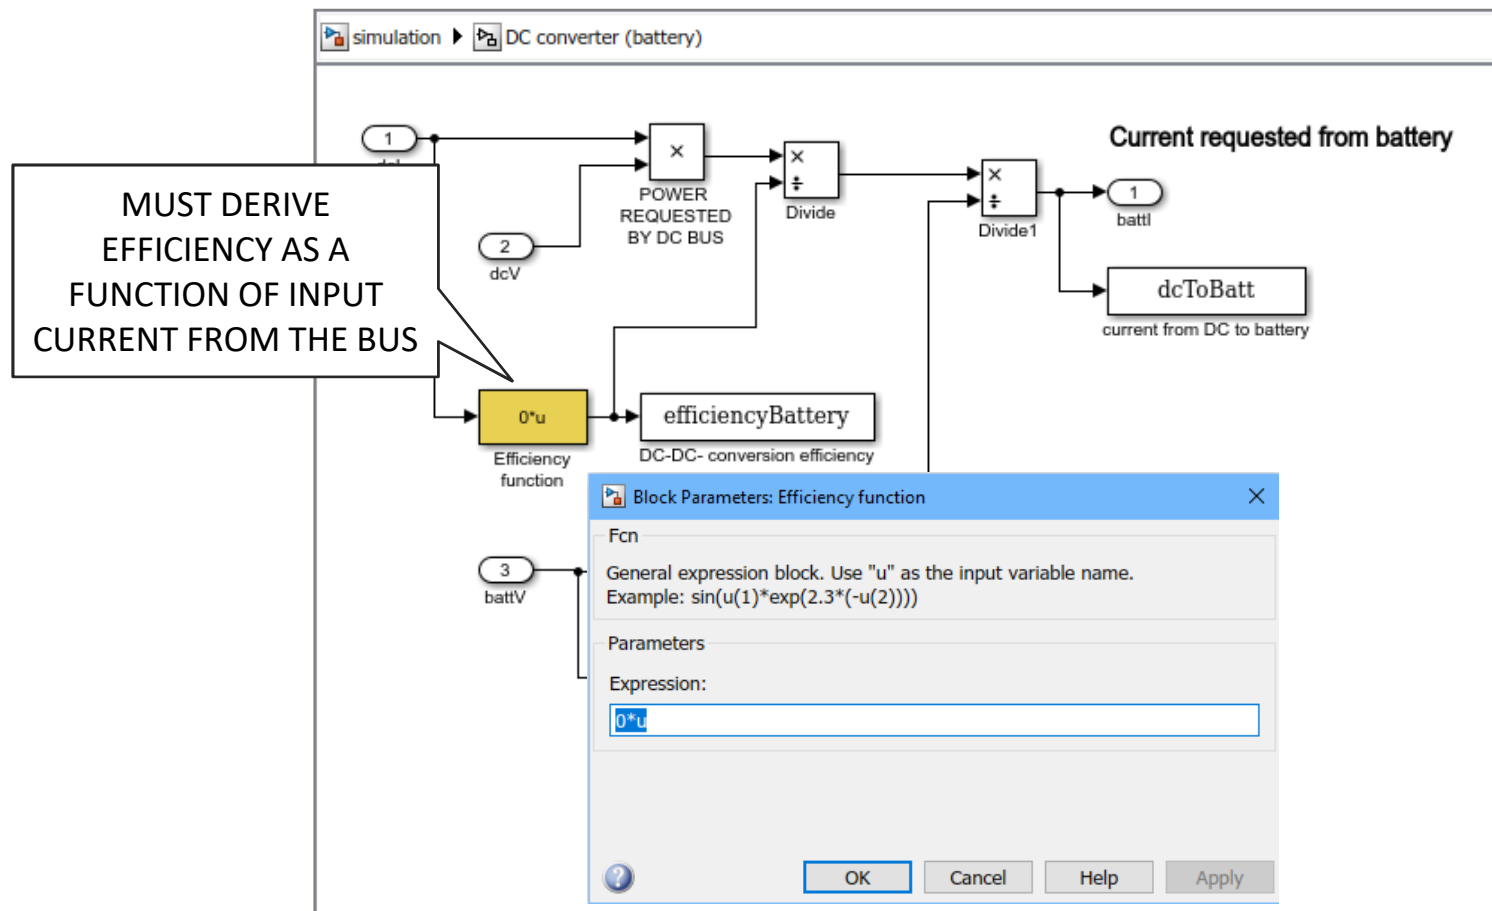 simulation DC converter (battery)
Current requested from battery
1
MUST DERIVE
EFFICIENCY AS A
FUNCTION OF INPUT
CURRENT FROM THE BUS
×
POWER
REQUESTED
BY DC BUS
×
÷
Divide
×
÷
Divide1
1
battI
2
dcV
dcToBatt
current from DC to battery
0*u
Efficiency
function
efficiencyBattery
DC-DC- conversion efficiency
3
battV
Block Parameters: Efficiency function
Fcn
General expression block. Use "u" as the input variable name.
Example: sin(u(1)*exp(2.3*(-u(2))))
Parameters
Expression:
0*u
?
OK Cancel Help Apply